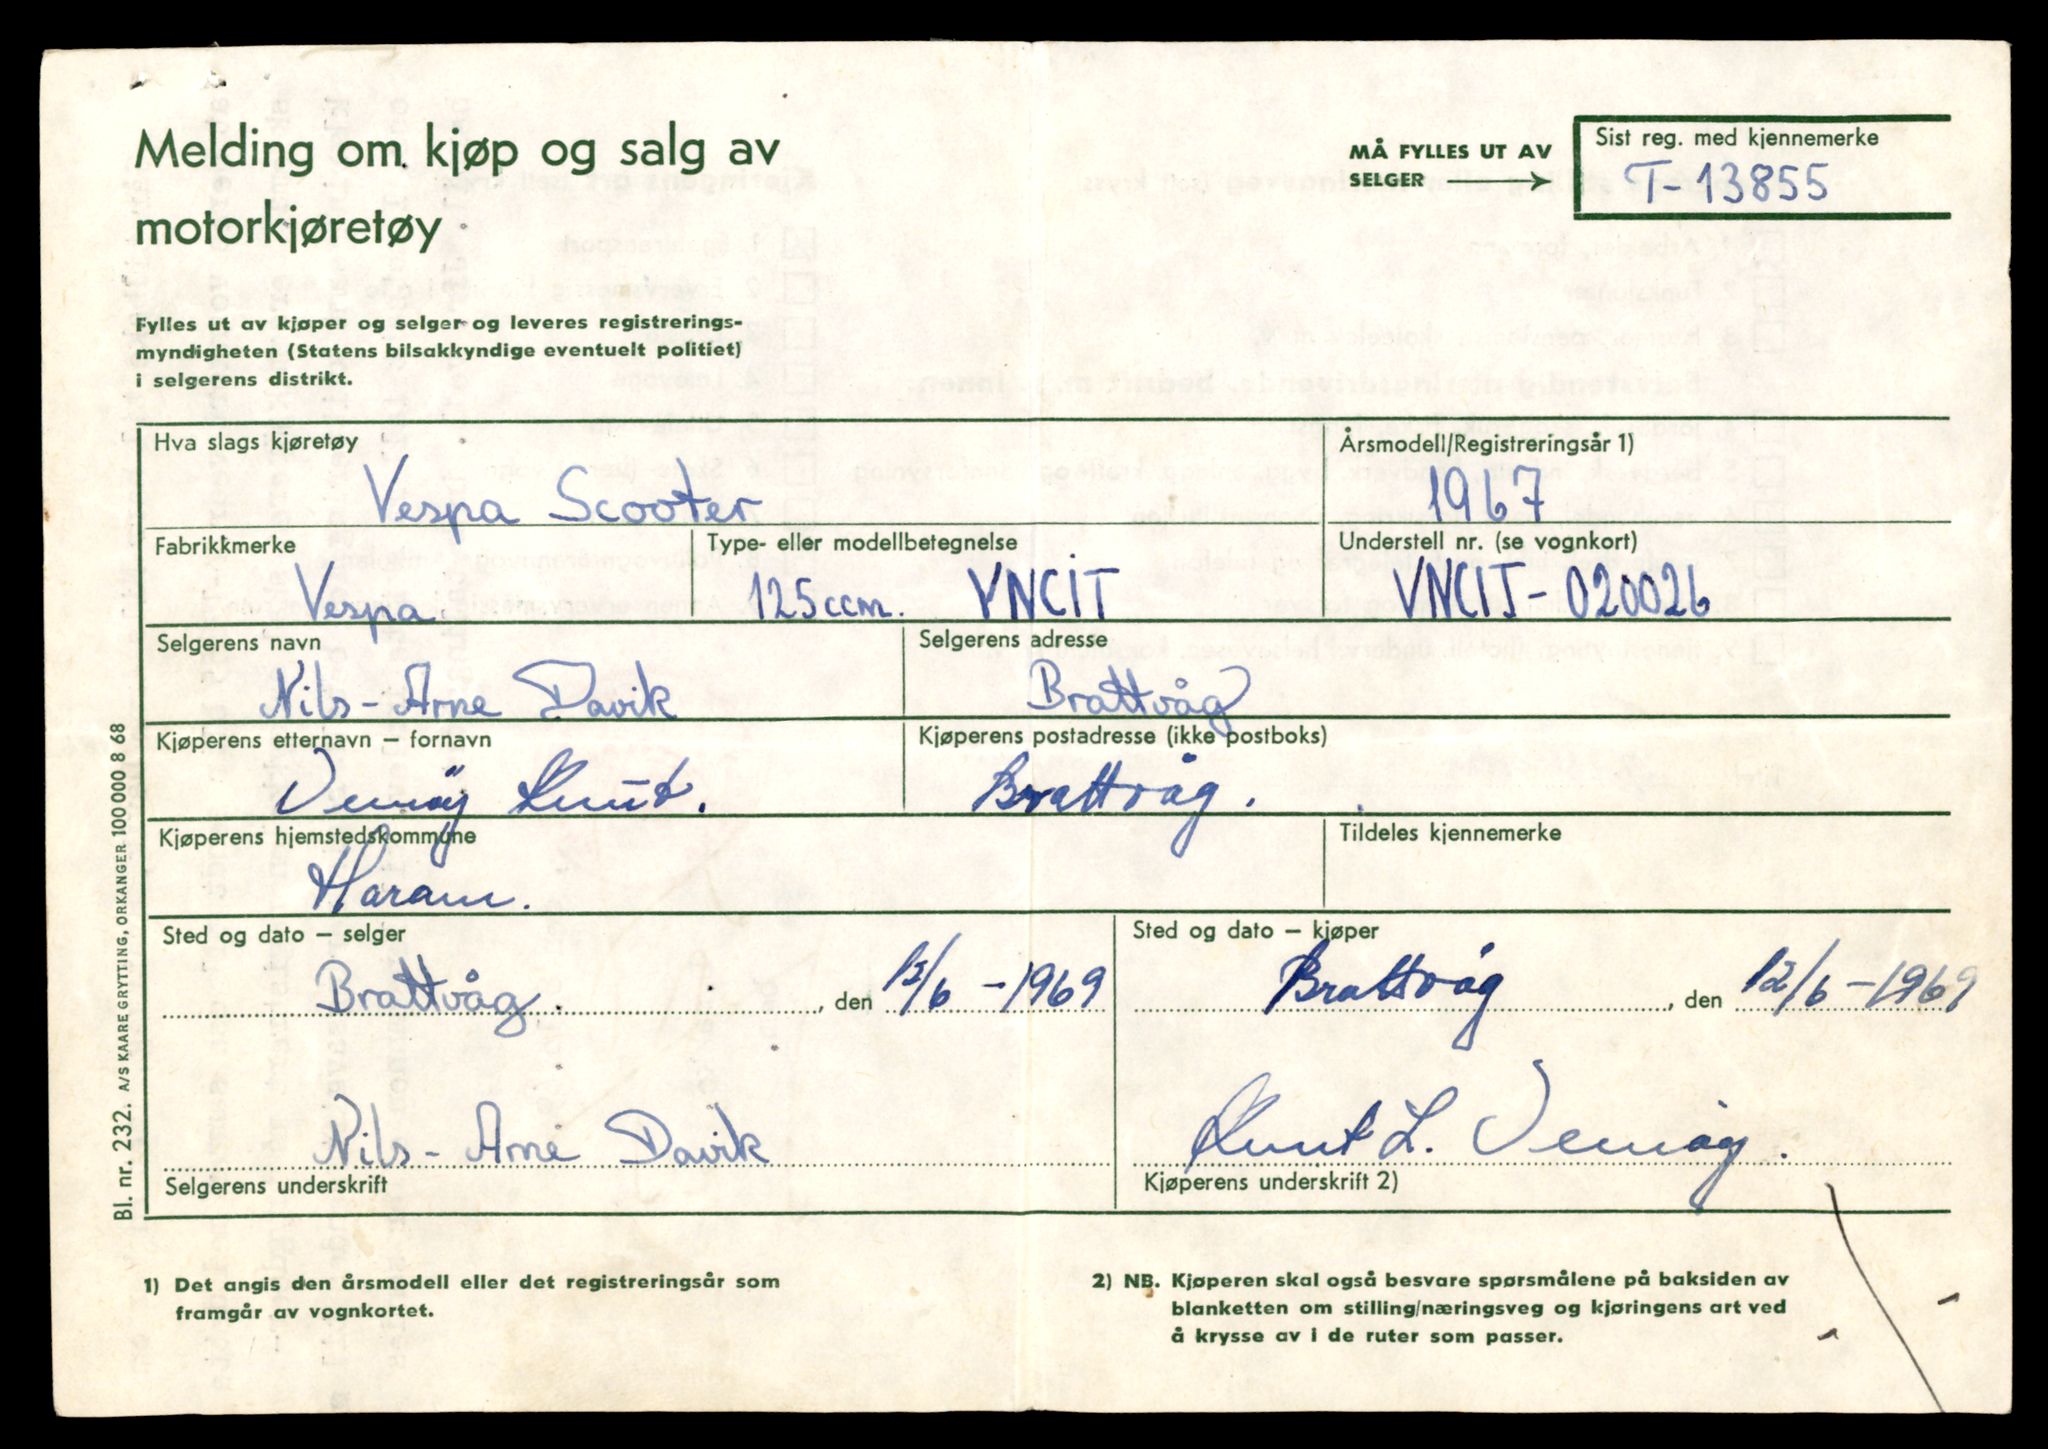 Melding om kjøp og salg av
motorkjøretøy
MÅ FYLLES UT AV
SELGER
Sist reg. med kjennemerke
T-13855
Fylles ut av kjøper og selger og leveres registrerings-
myndigheten (Statens bilsakkyndige eventuelt politiet)
i selgerens distrikt.
Hva slags kjøretøy
Vespa Scooter
Årsmodell/Registreringsår 1)
1967
Fabrikkmerke
Vespa
Type- eller modellbetegnelse
125ccm. VNCIT
Understell nr. (se vognkort)
VNCIT-020026
Selgerens navn
Nils-Arne Davik
Selgerens adresse
Brattvåg
Kjøperens etternavn – fornavn
Vemøy Knut.
Kjøperens postadresse (ikke postboks)
Brattvåg.
Kjøperens hjemstedskommune
Haram.
Tildeles kjennemerke
Sted og dato – selger
Brattvåg. , den 12/6-1969
Sted og dato – kjøper
Brattvåg , den 12/6-1969
Nils-Arne Davik
Selgerens underskrift
Knut L. Vemøy.
Kjøperens underskrift 2)
1) Det angis den årsmodell eller det registreringsår som
framgår av vognkortet.
2) NB. Kjøperen skal også besvare spørsmålene på baksiden av
blanketten om stilling/næringsveg og kjøringens art ved
å krysse av i de ruter som passer.
Bl. nr. 232. A/S KAARE GRYTTING, ORKANGER 100 000 8 68